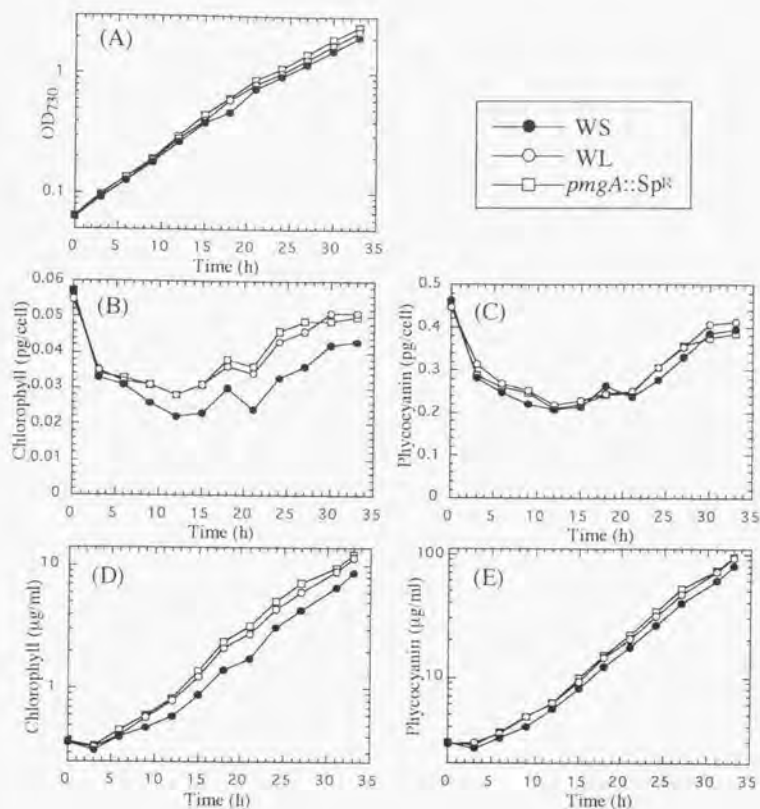 (A)
OD730
1
0.1
0 5 10 15 20 25 30 35
Time (h)
WS
WL
pmgA::SpR
(B)
Chlorophyll (pg/cell)
0.06
0.05
0.04
0.03
0.02
0.01
0
0 5 10 15 20 25 30 35
Time (h)
(C)
Phycocyanin (pg/cell)
0.5
0.4
0.3
0.2
0.1
0
0 5 10 15 20 25 30 35
Time (h)
(D)
Chlorophyll (μg/ml)
10
1
0 5 10 15 20 25 30 35
Time (h)
(E)
Phycocyanin (μg/ml)
100
10
0 5 10 15 20 25 30 35
Time (h)